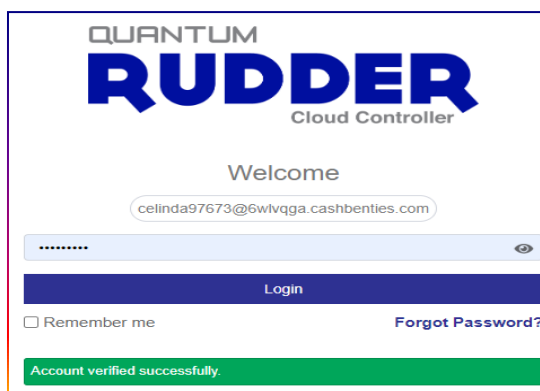 QUANTUM
RUDDER
Cloud Controller
Welcome
celinda97673@6wlvqga.cashbenties.com
•••••••••
Login
Remember me
Forgot Password?
Account verified successfully.